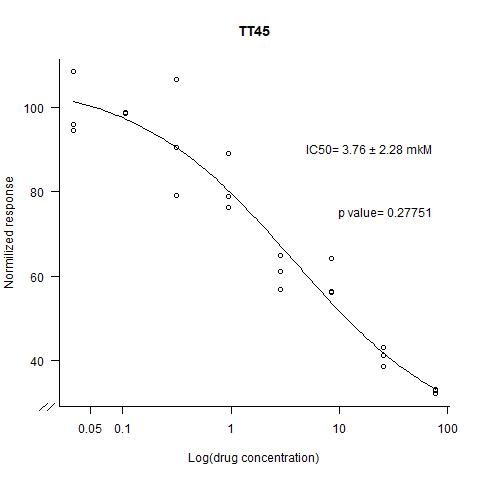 TT45
Normilized response
100
80
60
40
IC50= 3.76 ± 2.28 mkM
p value= 0.27751
0.05 0.1 1 10 100
Log(drug concentration)